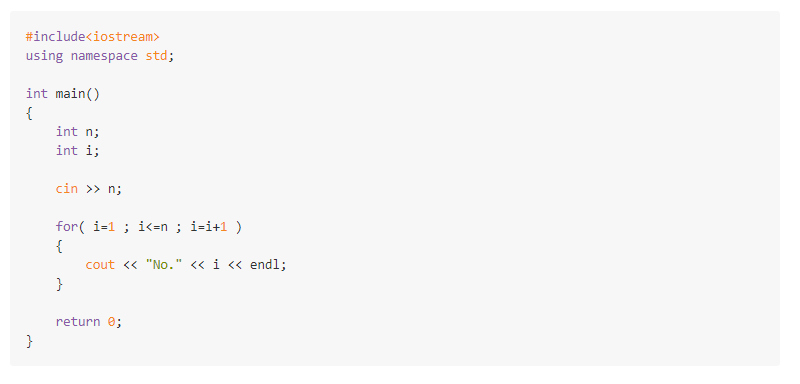 #include<iostream>
using namespace std;
int main()
{
int n;
int i;
cin >> n;
for( i=1 ; i<=n ; i=i+1 )
{
cout << "No." << i << endl;
}
return 0;
}